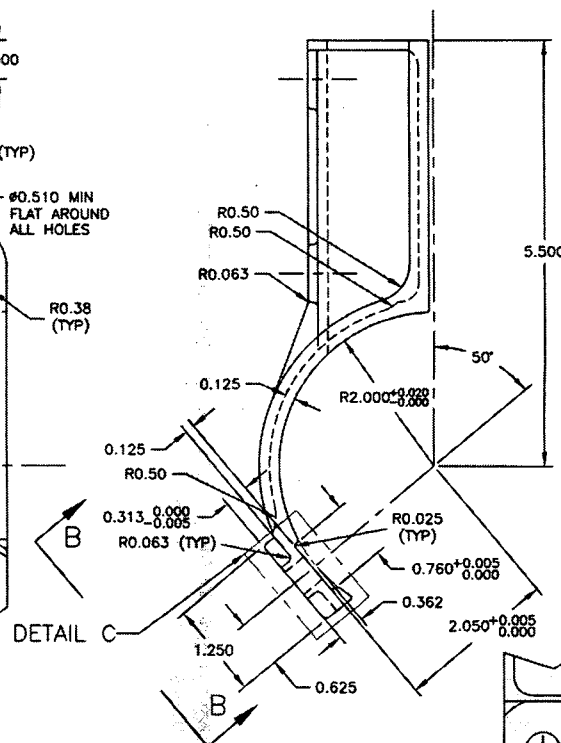 00
(TYP)
ø0.510 MIN
FLAT AROUND
ALL HOLES
R0.38
(TYP)
R0.50
R0.50
R0.063
5.500
50°
0.125
R2.000+0.020
-0.000
0.125
R0.50
0.313 0.000
-0.005
R0.063 (TYP)
R0.025
(TYP)
0.760+0.005
0.000
0.362
2.050+0.005
0.000
B
DETAIL C
1.250
0.625
B